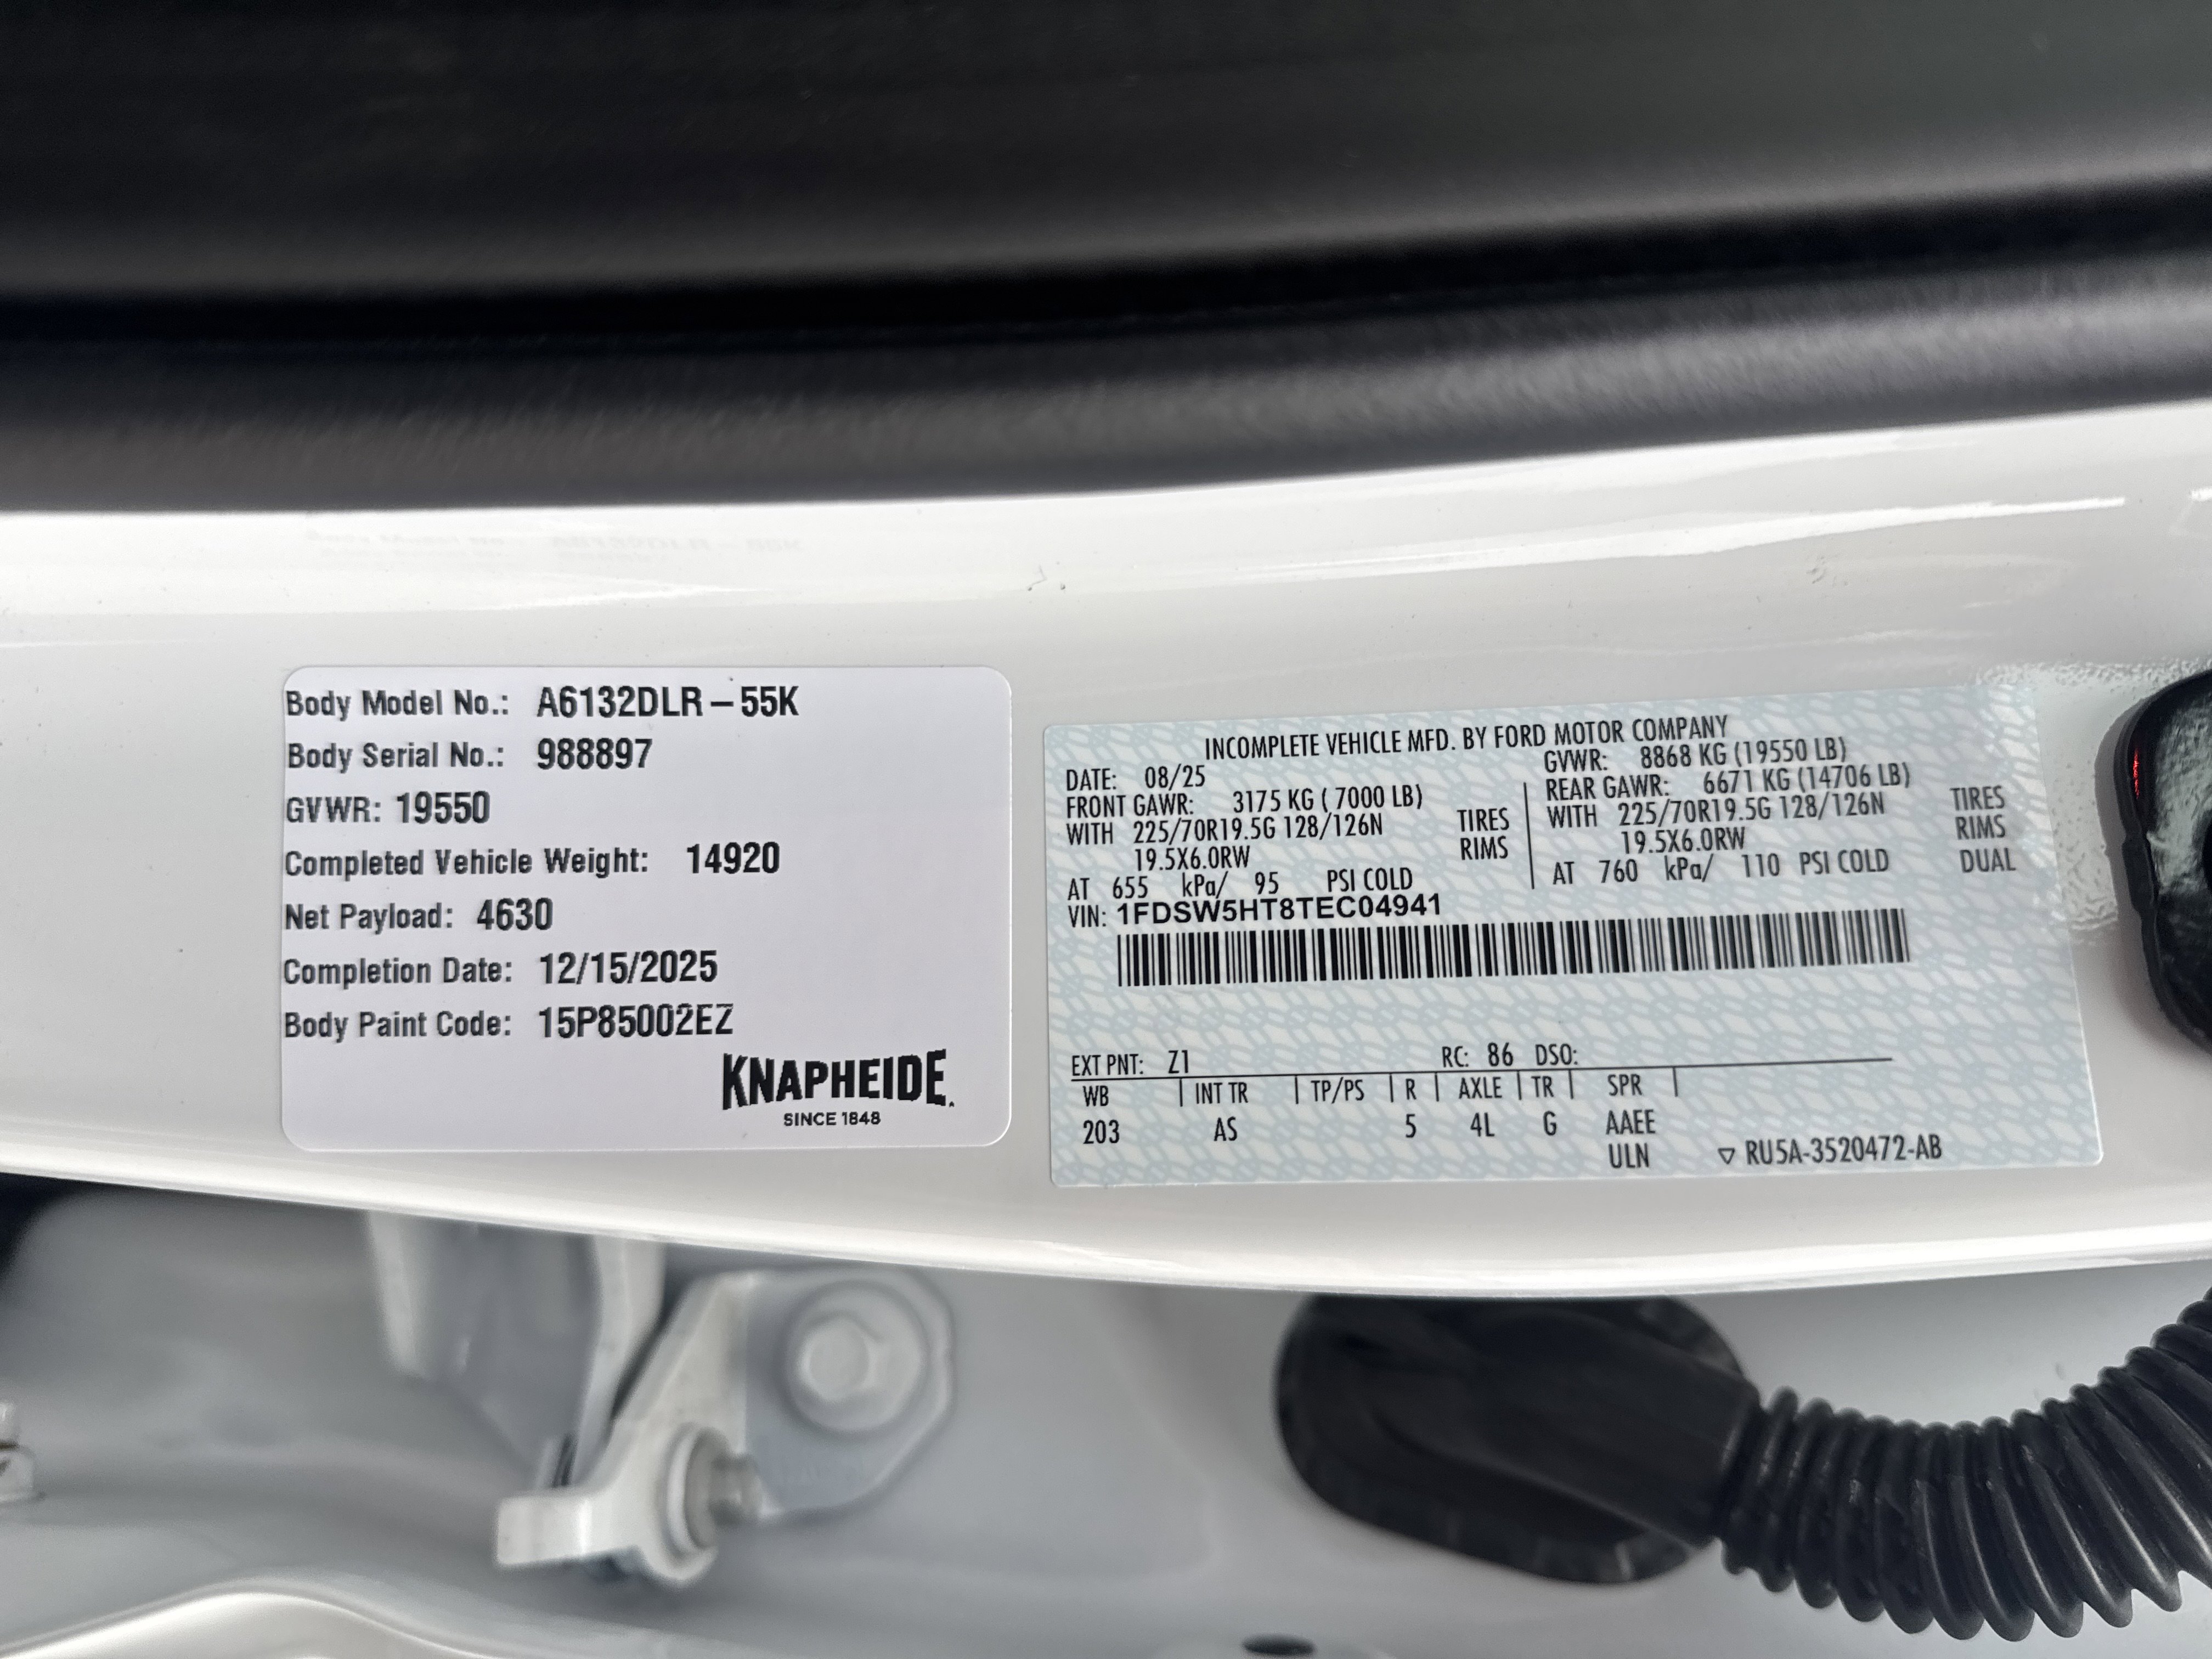 Body Model No.: A6132DLR – 55K
Body Serial No.: 988897
GVWR: 19550
Completed Vehicle Weight: 14920
Net Payload: 4630
Completion Date: 12/15/2025
Body Paint Code: 15P85002EZ
KNAPHEIDE.
SINCE 1848
INCOMPLETE VEHICLE MFD. BY FORD MOTOR COMPANY
DATE: 08/25
GVWR: 8868 KG (19550 LB)
FRONT GAWR: 3175 KG ( 7000 LB)
WITH 225/70R19.5G 128/126N TIRES
19.5X6.0RW RIMS
AT 655 kPa/ 95 PSI COLD
REAR GAWR: 6671 KG (14706 LB)
WITH 225/70R19.5G 128/126N TIRES
19.5X6.0RW RIMS
AT 760 kPa/ 110 PSI COLD DUAL
VIN: 1FDSW5HT8TEC04941
EXT PNT: Z1 RC: 86 DSO:
WB | INT TR | TP/PS | R | AXLE | TR | SPR |
203 AS 5 4L G AAEE
ULN ▽ RU5A-3520472-AB